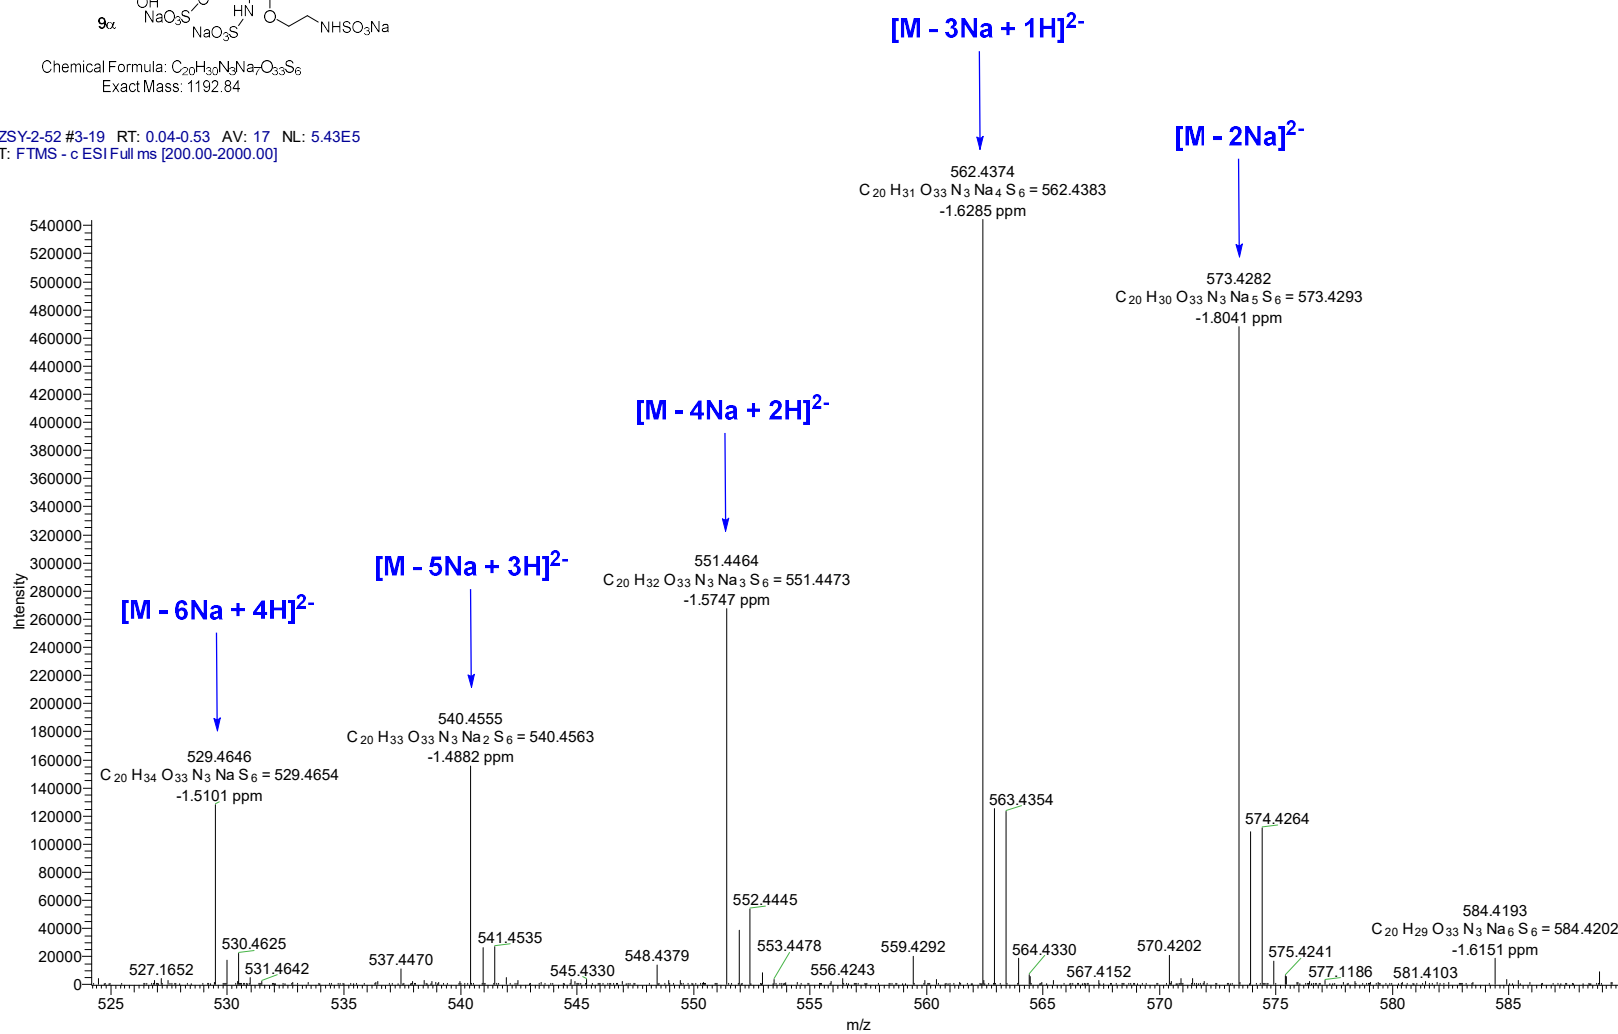 OH
NaO3S
O
HN
NaO3S
O
NHSO3Na
9α
Chemical Formula: C20H30N3Na7O33S6
Exact Mass: 1192.84
ZSY-2-52 #3-19 RT: 0.04-0.53 AV: 17 NL: 5.43E5
T: FTMS - c ESI Full ms [200.00-2000.00]
[M - 3Na + 1H]2-
[M - 2Na]2-
562.4374
C20 H31 O33 N3 Na4 S6 = 562.4383
-1.6285 ppm
573.4282
C20 H30 O33 N3 Na5 S6 = 573.4293
-1.8041 ppm
[M - 4Na + 2H]2-
551.4464
C20 H32 O33 N3 Na3 S6 = 551.4473
-1.5747 ppm
[M - 5Na + 3H]2-
540.4555
C20 H33 O33 N3 Na2 S6 = 540.4563
-1.4882 ppm
[M - 6Na + 4H]2-
529.4646
C20 H34 O33 N3 Na S6 = 529.4654
-1.5101 ppm
563.4354
574.4264
552.4445
584.4193
C20 H29 O33 N3 Na6 S6 = 584.4202
-1.6151 ppm
530.4625
541.4535
553.4478
527.1652
531.4642
537.4470
545.4330
548.4379
556.4243
559.4292
564.4330
567.4152
570.4202
575.4241
577.1186
581.4103
540000
520000
500000
480000
460000
440000
420000
400000
380000
360000
340000
320000
300000
280000
260000
240000
220000
200000
180000
160000
140000
120000
100000
80000
60000
40000
20000
0
Intensity
525
530
535
540
545
550
555
560
565
570
575
580
585
m/z